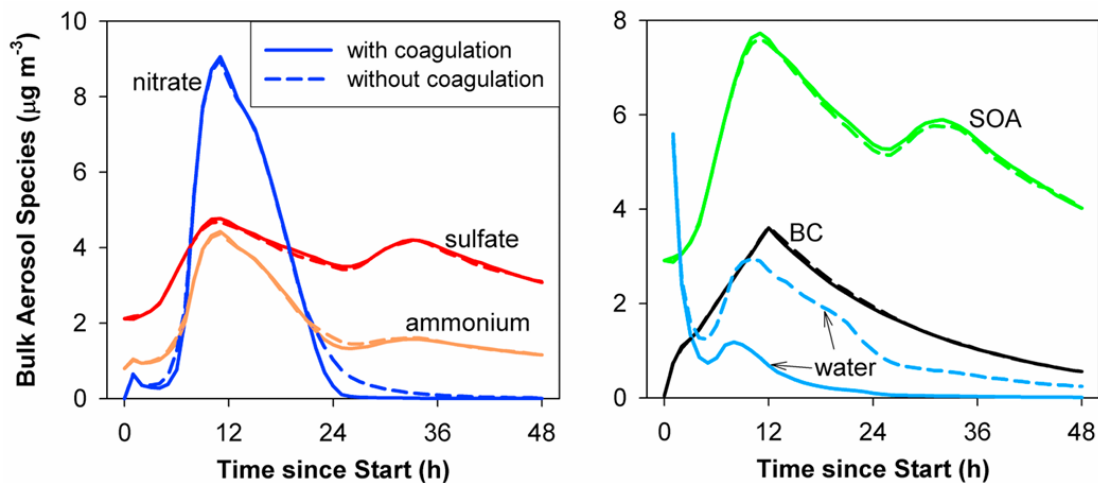 Bulk Aerosol Species (μg m⁻³)
10
8
6
4
2
0
with coagulation
without coagulation
nitrate
sulfate
ammonium
0 12 24 36 48
Time since Start (h)
8
6
4
2
0
SOA
BC
water
0 12 24 36 48
Time since Start (h)